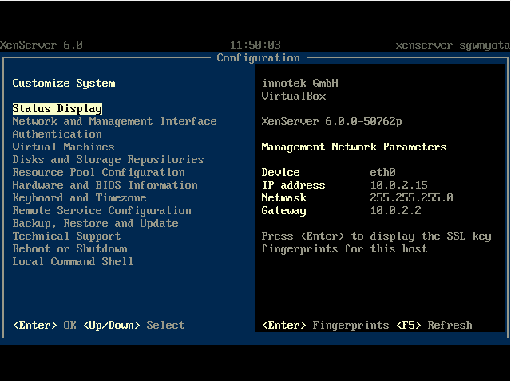 XenServer 6.0 11:50:03 xenserver-sgwnyata
Configuration
Customize System
Status Display
Network and Management Interface
Authentication
Virtual Machines
Disks and Storage Repositories
Resource Pool Configuration
Hardware and BIOS Information
Keyboard and Timezone
Remote Service Configuration
Backup, Restore and Update
Technical Support
Reboot or Shutdown
Local Command Shell
<Enter> OK <Up/Down> Select
innotek GmbH
VirtualBox
XenServer 6.0.0-50762p
Management Network Parameters
Device eth0
IP address 10.0.2.15
Netmask 255.255.255.0
Gateway 10.0.2.2
Press <Enter> to display the SSL key
fingerprints for this host
<Enter> Fingerprints <F5> Refresh